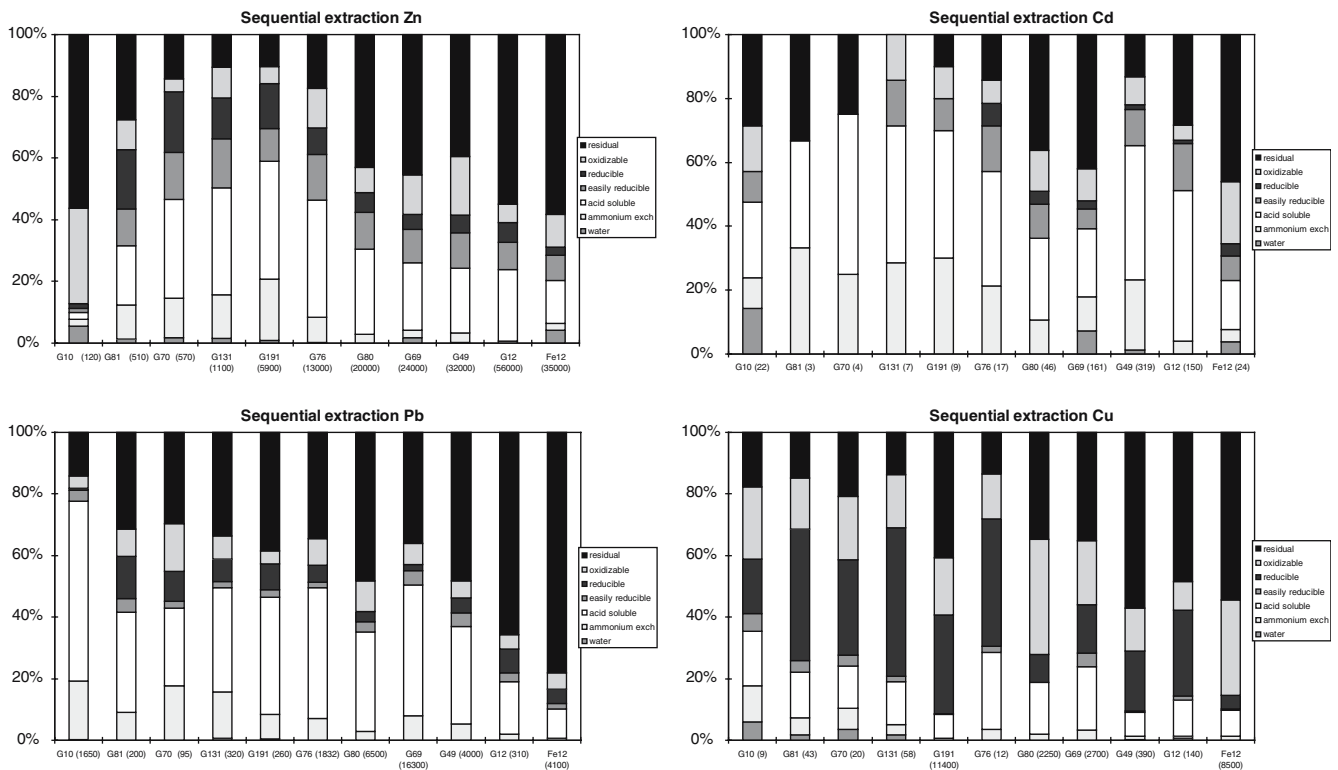 Sequential extraction Zn
100%
80%
60%
40%
20%
0%
G10 (120) G81 (510) G70 (570) G131 (1100) G191 (5900) G76 (13000) G80 (20000) G69 (24000) G49 (32000) G12 (56000) Fe12 (35000)
residual
oxidizable
reducible
easily reducible
acid soluble
ammonium exch
water
Sequential extraction Cd
100%
80%
60%
40%
20%
0%
G10 (22) G81 (3) G70 (4) G131 (7) G191 (9) G76 (17) G80 (46) G69 (161) G49 (319) G12 (150) Fe12 (24)
residual
oxidizable
reducible
easily reducible
acid soluble
ammonium exch
water
Sequential extraction Pb
100%
80%
60%
40%
20%
0%
G10 (1650) G81 (200) G70 (95) G131 (320) G191 (260) G76 (1832) G80 (6500) G69 (16300) G49 (4000) G12 (310) Fe12 (4100)
residual
oxidizable
reducible
easily reducible
acid soluble
ammonium exch
water
Sequential extraction Cu
100%
80%
60%
40%
20%
0%
G10 (9) G81 (43) G70 (20) G131 (58) G191 (11400) G76 (12) G80 (2250) G69 (2700) G49 (390) G12 (140) Fe12 (8500)
residual
oxidizable
reducible
easily reducible
acid soluble
ammonium exch
water